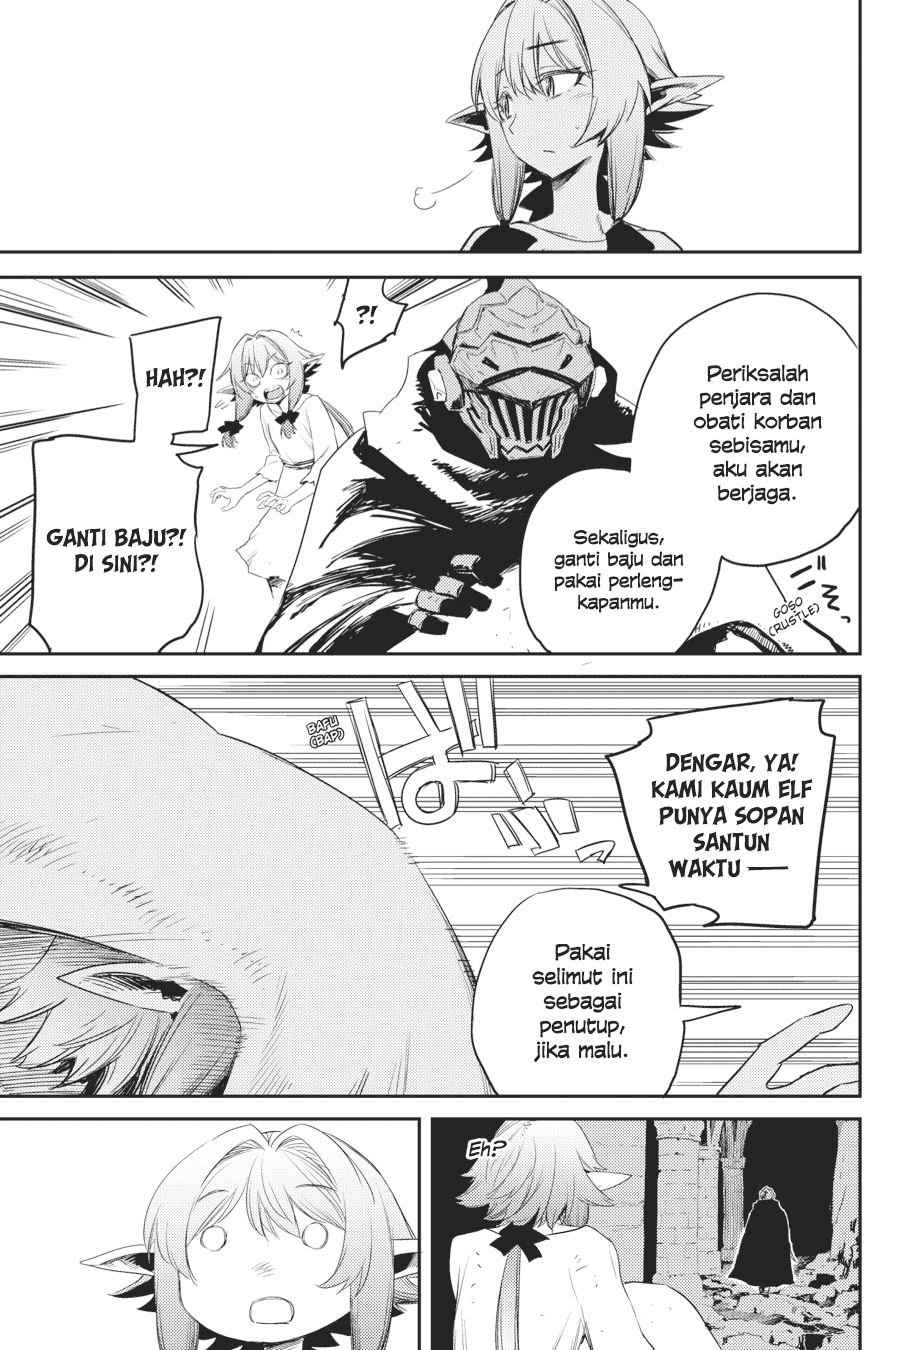 Periksalah
penjara dan
obati korban
sebisamu,
aku akan
berjaga.
Sekaligus,
ganti baju dan
pakai perleng-
kapanmu.
GOSO
(RUSTLE)
?!
HAH?!
GANTI BAJU?!
DI SINI?!
DENGAR, YA!
KAMI KAUM ELF
PUNYA SOPAN
SANTUN
WAKTU —
BAFU
(BAP)
Pakai
selimut ini
sebagai
penutup,
jika malu.
Eh?